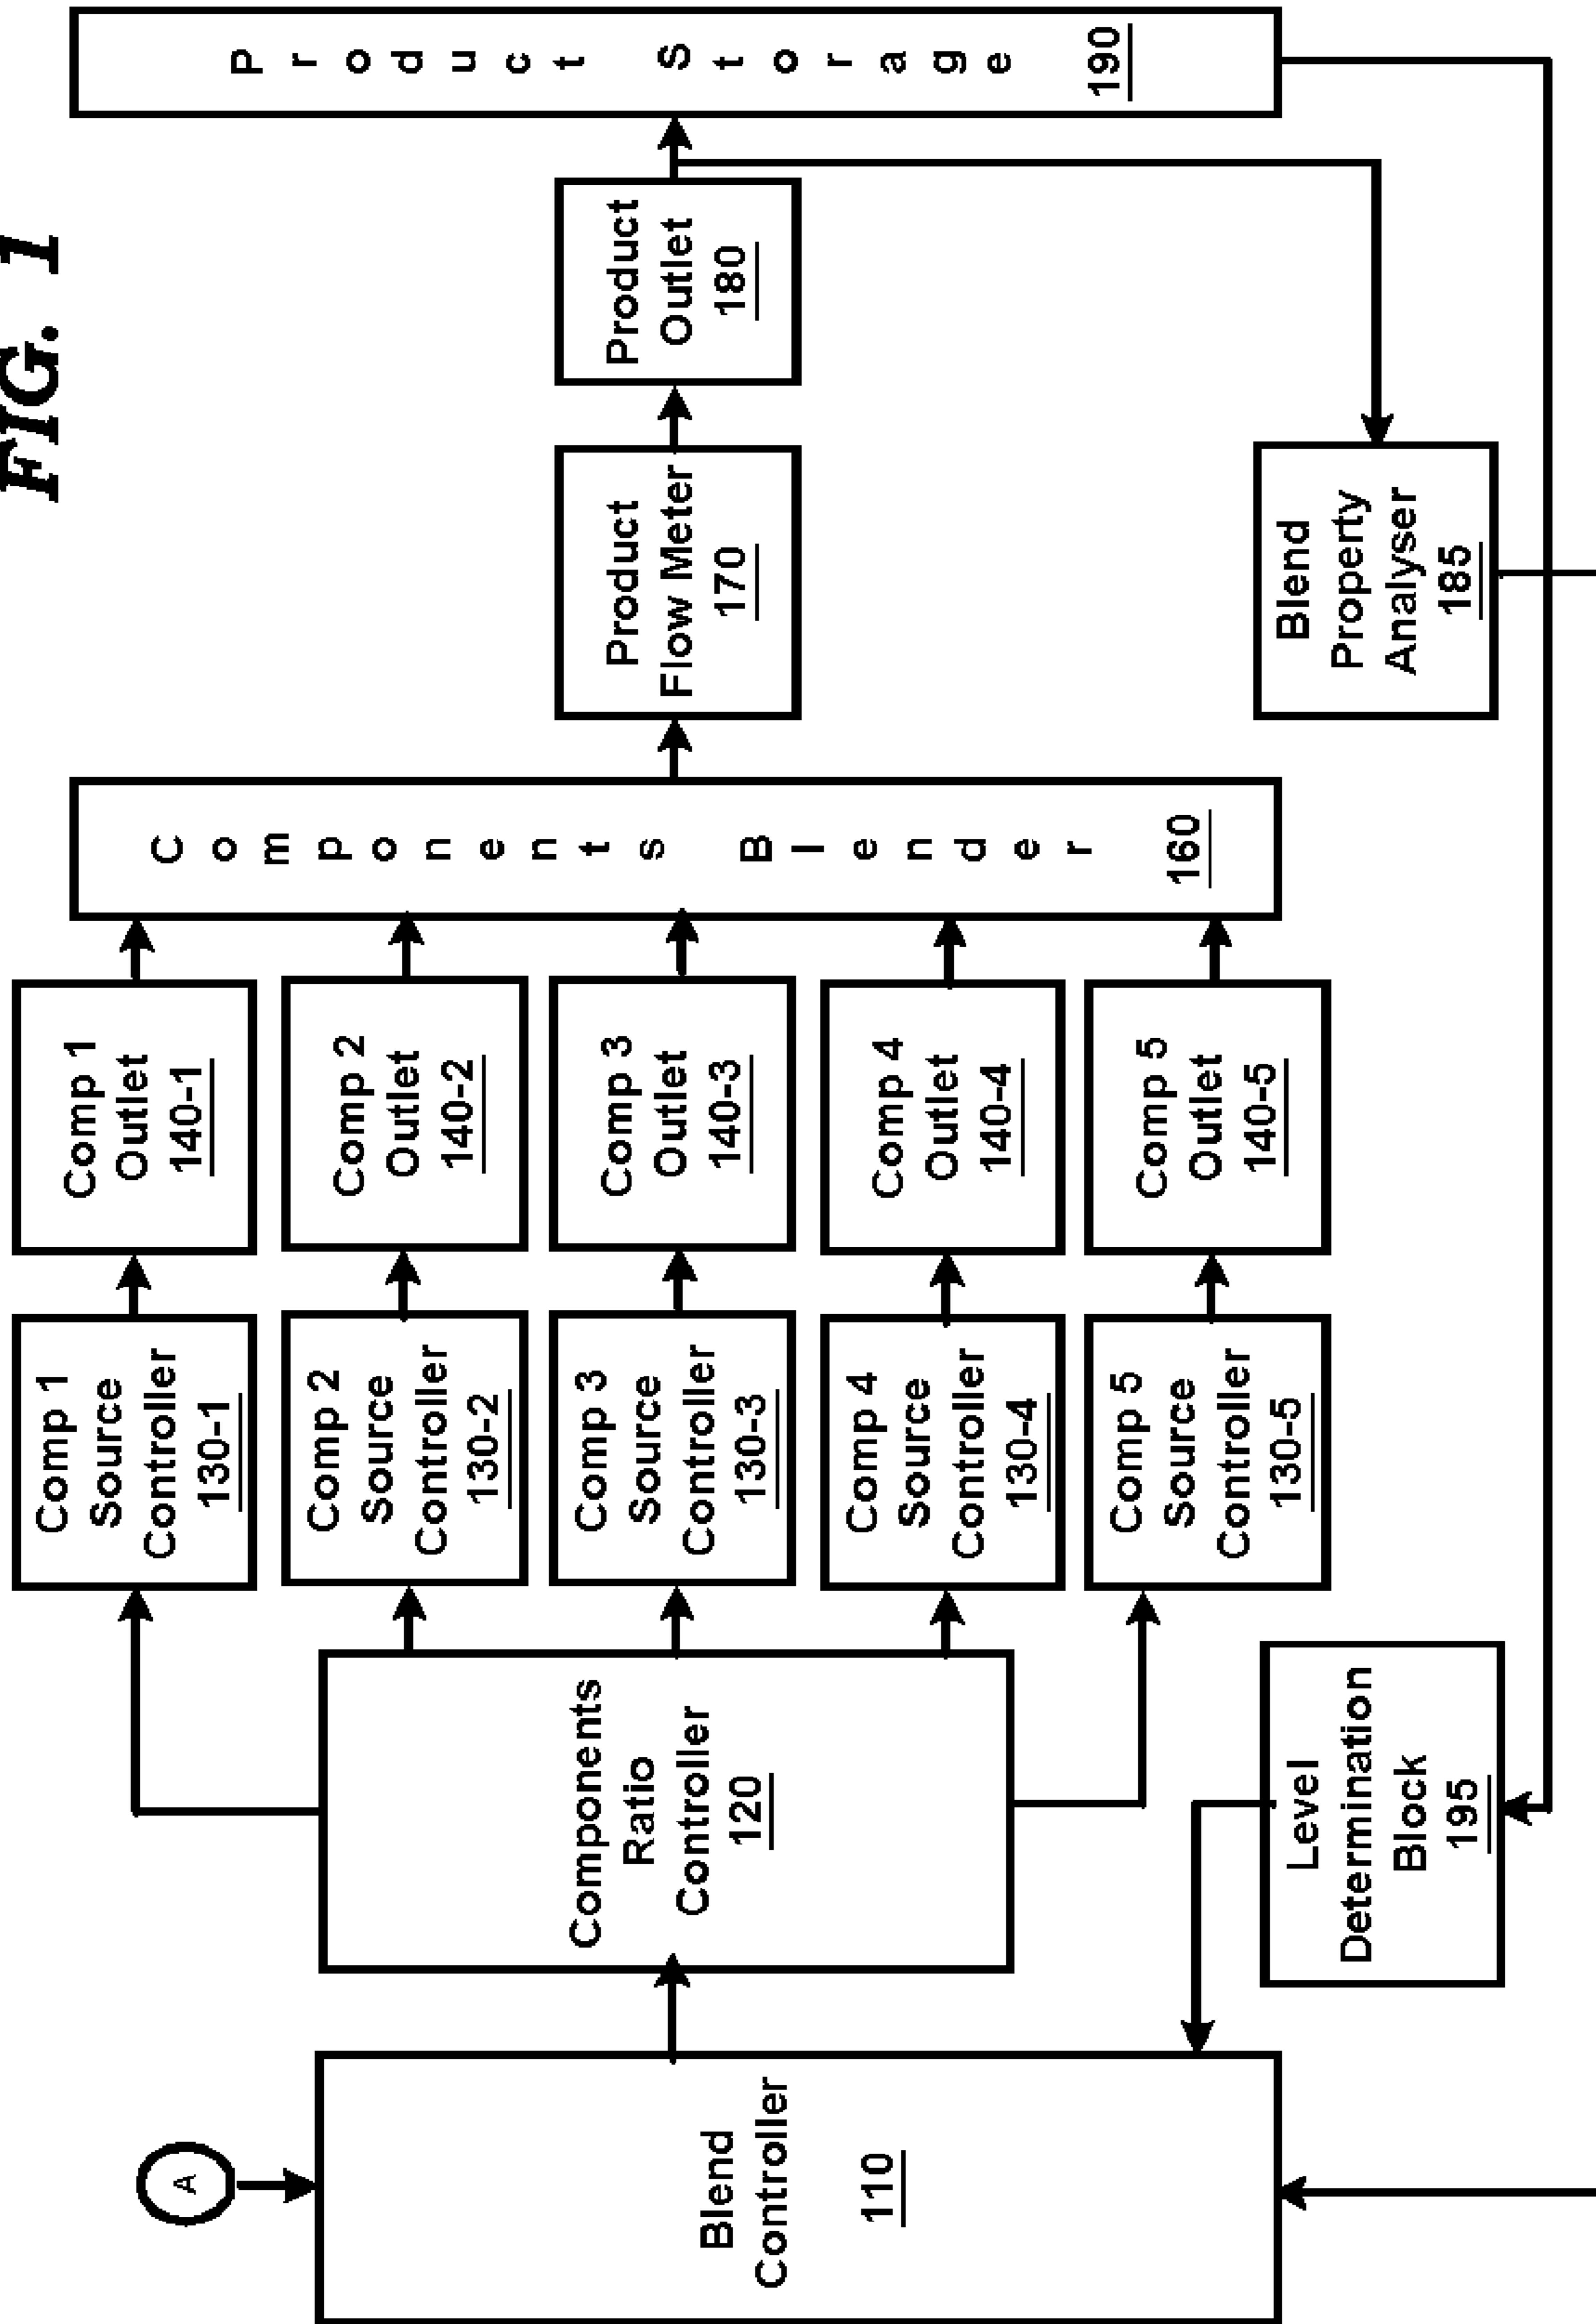 FIG. 1
A
Blend
Controller
110
Components
Ratio
Controller
120
Level
Determination
Block
195
Comp 1
Source
Controller
130-1
Comp 2
Source
Controller
130-2
Comp 3
Source
Controller
130-3
Comp 4
Source
Controller
130-4
Comp 5
Source
Controller
130-5
Comp 1
Outlet
140-1
Comp 2
Outlet
140-2
Comp 3
Outlet
140-3
Comp 4
Outlet
140-4
Comp 5
Outlet
140-5
Components Blender
160
Product
Flow Meter
170
Product
Outlet
180
Blend
Property
Analyser
185
Product Storage
190